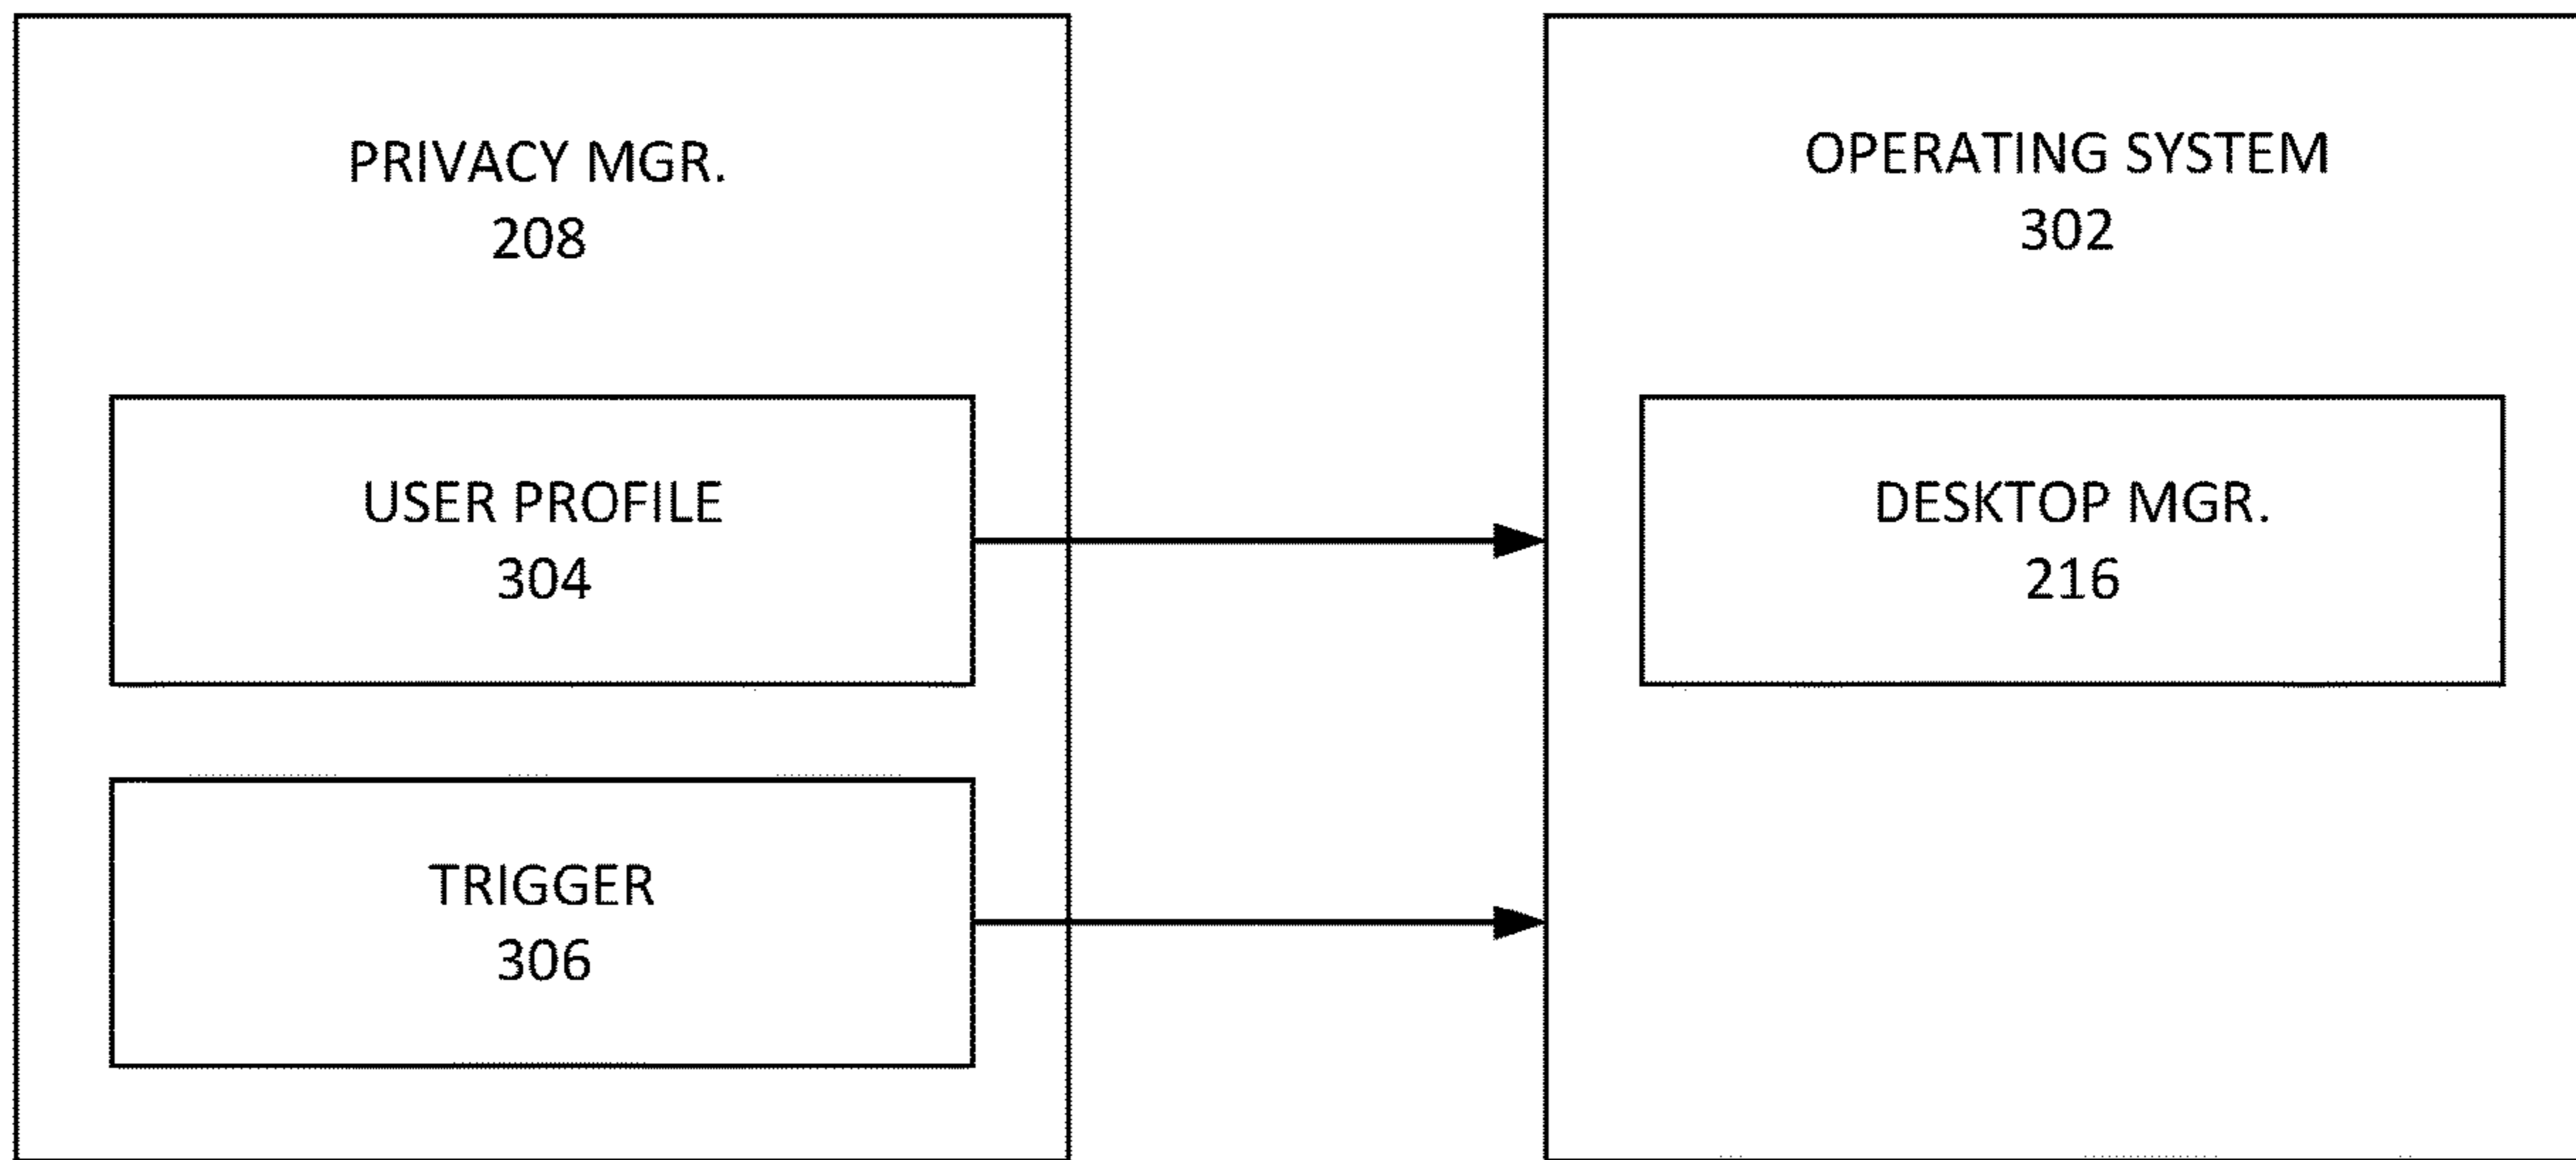 PRIVACY MGR.
208
USER PROFILE
304
TRIGGER
306
OPERATING SYSTEM
302
DESKTOP MGR.
216